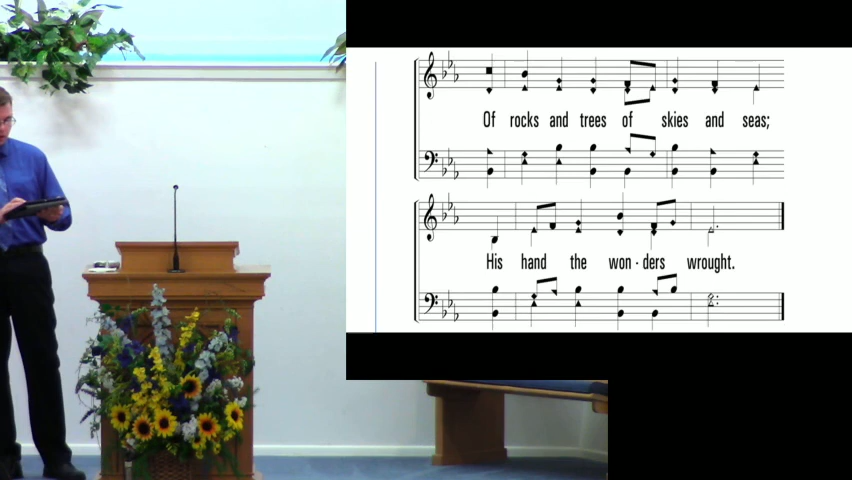 Of rocks and trees of skies and seas;
His hand the won - ders wrought.